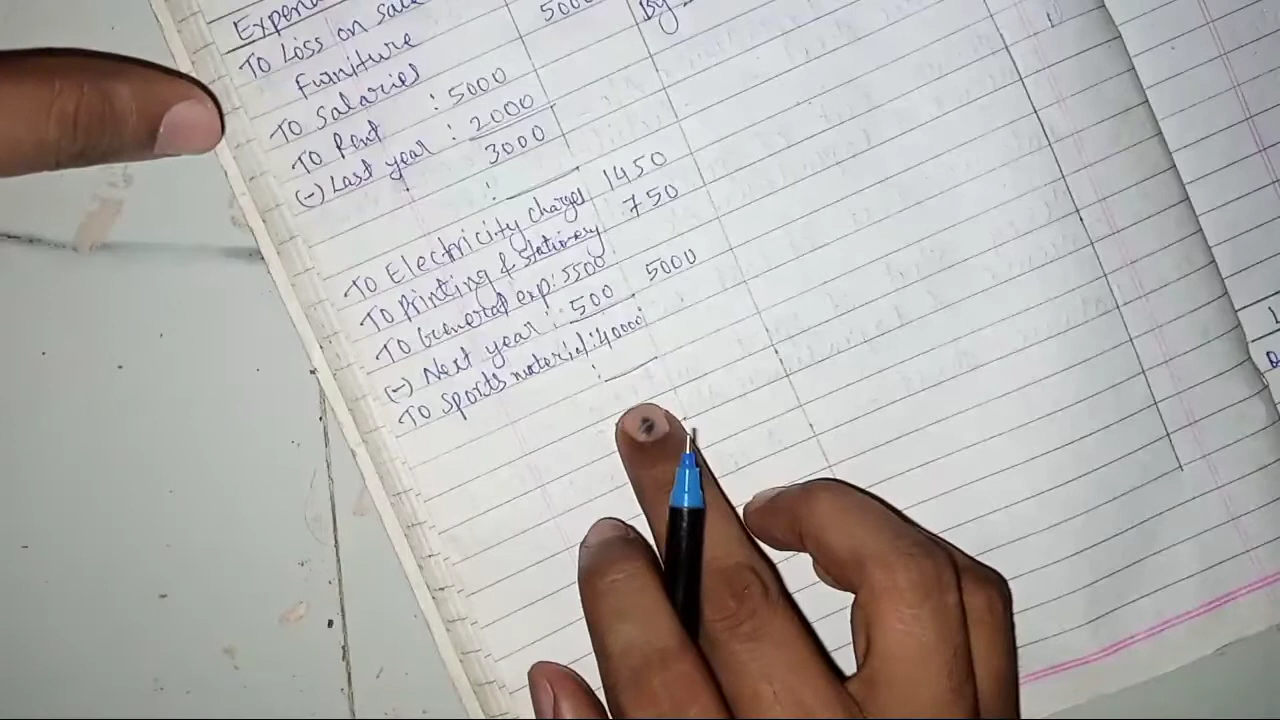 To Loss on sale 5000 By
Furniture
To Salaries
To Rent : 5000
(-) Last year : 2000
3000
To Electricity charges 1450
To Printing & Stationery 750
To General exp: 5500
(-) Next year : 500 5000
To Sports material: 40000
: